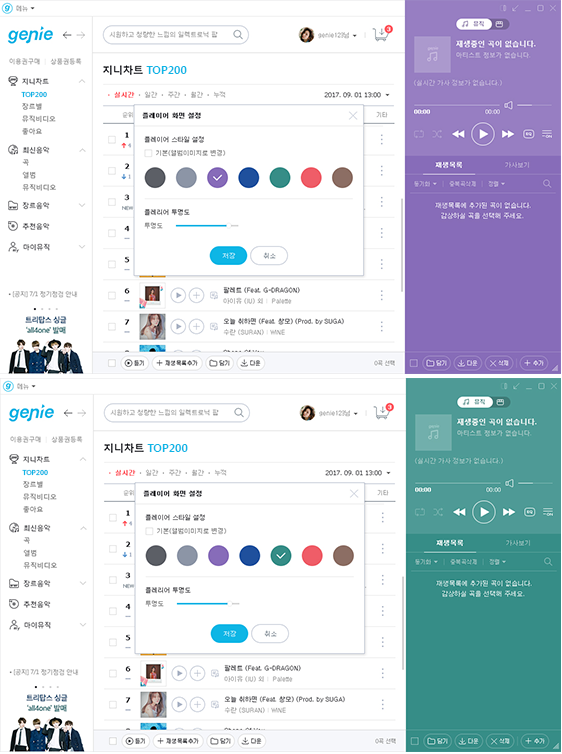 메뉴
genie
시원하고 청량한 느낌의 일렉트로닉 팝
genie12님
3
이용권구매 | 상품권등록
지니차트
TOP200
장르별
뮤직비디오
좋아요
최신음악
곡
앨범
뮤직비디오
장르음악
추천음악
마이뮤직
• [공지] 7/1 정기점검 안내
트리탑스 싱글
'all4one' 발매
지니차트 TOP200
• 실시간 • 일간 • 주간 • 월간 • 누적
2017. 09. 01 13:00
순위
기타
플레이어 화면 설정
플레이어 스타일 설정
기본(앨범이미지로 변경)
플레리어 투명도
투명도
저장
취소
1
6
2
1
3
NEW
4
5
6
팔레트 (Feat. G-DRAGON)
아이유 (IU) 외 | Palette
7
오늘 취하면 (Feat. 창모) (Prod. by SUGA)
수란 (SURAN) | WINE
듣기
재생목록추가
담기
다운
0곡 선택
뮤직
재생중인 곡이 없습니다.
아티스트 정보가 없습니다.
(실시간 가사 정보가 없습니다.)
00:00
00:00
EQ
재생목록
가사보기
동기화
중복곡삭제
정렬
재생목록에 추가된 곡이 없습니다.
감상하실 곡을 선택해 주세요.
담기
다운
삭제
추가
메뉴
genie
시원하고 청량한 느낌의 일렉트로닉 팝
genie12님
3
이용권구매 | 상품권등록
지니차트
TOP200
장르별
뮤직비디오
좋아요
최신음악
곡
앨범
뮤직비디오
장르음악
추천음악
마이뮤직
• [공지] 7/1 정기점검 안내
트리탑스 싱글
'all4one' 발매
지니차트 TOP200
• 실시간 • 일간 • 주간 • 월간 • 누적
2017. 09. 01 13:00
순위
기타
플레이어 화면 설정
플레이어 스타일 설정
기본(앨범이미지로 변경)
플레리어 투명도
투명도
저장
취소
1
6
2
1
3
NEW
4
5
6
팔레트 (Feat. G-DRAGON)
아이유 (IU) 외 | Palette
7
오늘 취하면 (Feat. 창모) (Prod. by SUGA)
수란 (SURAN) | WINE
듣기
재생목록추가
담기
다운
0곡 선택
뮤직
재생중인 곡이 없습니다.
아티스트 정보가 없습니다.
(실시간 가사 정보가 없습니다.)
00:00
00:00
EQ
재생목록
가사보기
동기화
중복곡삭제
정렬
재생목록에 추가된 곡이 없습니다.
감상하실 곡을 선택해 주세요.
담기
다운
삭제
추가